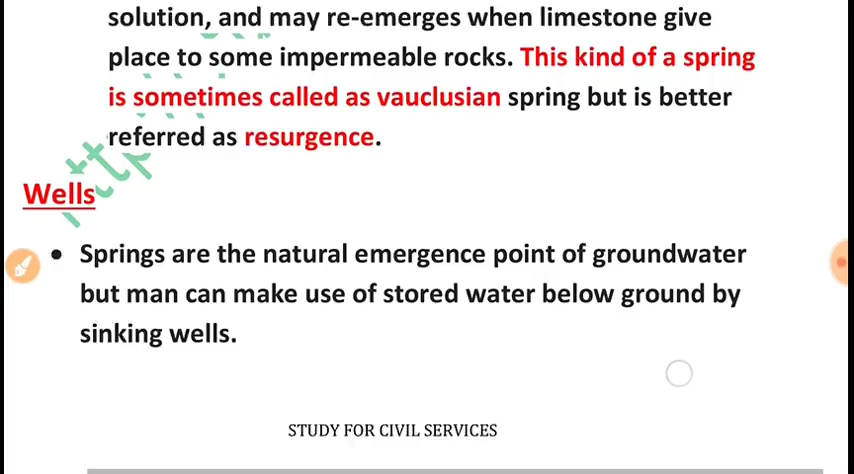 solution, and may re-emerges when limestone give
place to some impermeable rocks. This kind of a spring
is sometimes called as vauclusian spring but is better
referred as resurgence.
Wells
• Springs are the natural emergence point of groundwater
but man can make use of stored water below ground by
sinking wells.
STUDY FOR CIVIL SERVICES